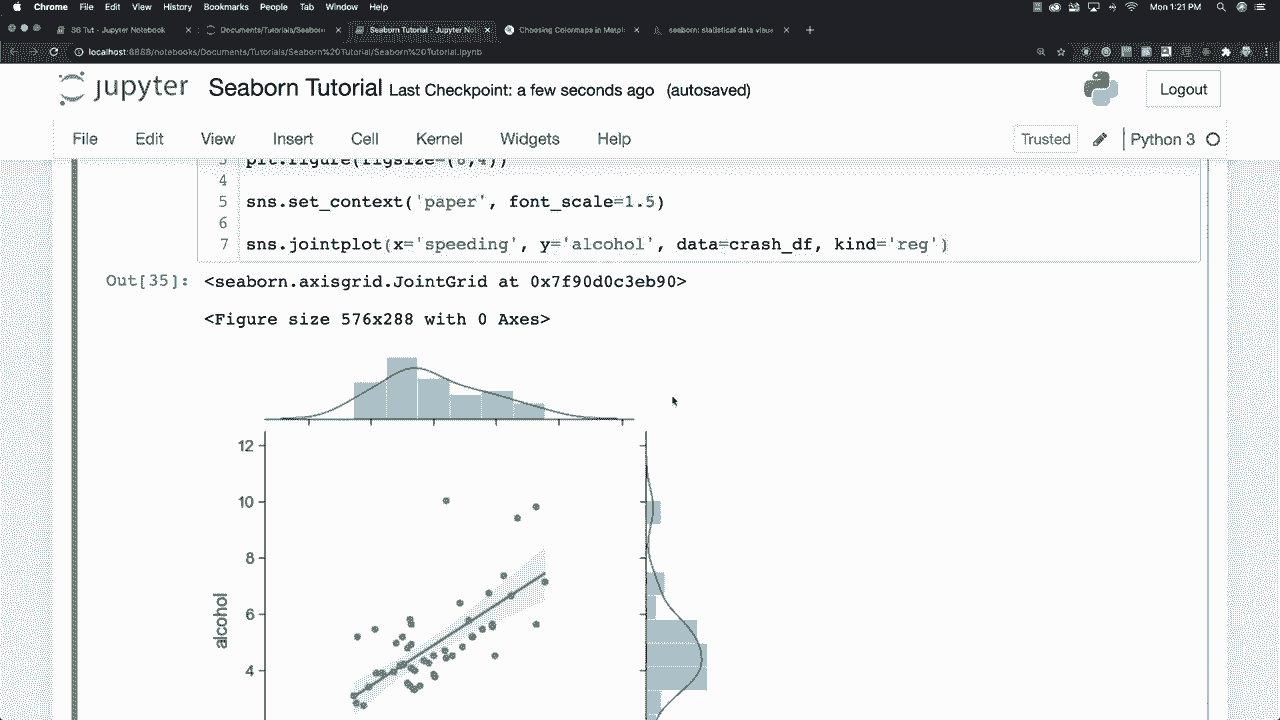 Chrome File Edit View History Bookmarks People Tab Window Help Mon 1:21 PM
SB Tut - Jupyter Notebook Documents/Tutorials/Seabor Seaborn Tutorial - Jupyter Not Choosing Colormaps in Matpl seaborn: statistical data visua
localhost:8888/notebooks/Documents/Tutorials/Seaborn%20Tutorial/Seaborn%20Tutorial.ipynb
jupyter Seaborn Tutorial Last Checkpoint: a few seconds ago (autosaved) Logout
File Edit View Insert Cell Kernel Widgets Help Trusted Python 3
3 plt.figure(figsize=(8,4))
4
5 sns.set_context('paper', font_scale=1.5)
6
7 sns.jointplot(x='speeding', y='alcohol', data=crash_df, kind='reg')
Out[35]: <seaborn.axisgrid.JointGrid at 0x7f90d0c3eb90>
<Figure size 576x288 with 0 Axes>
12
10
8
6
alcohol
4